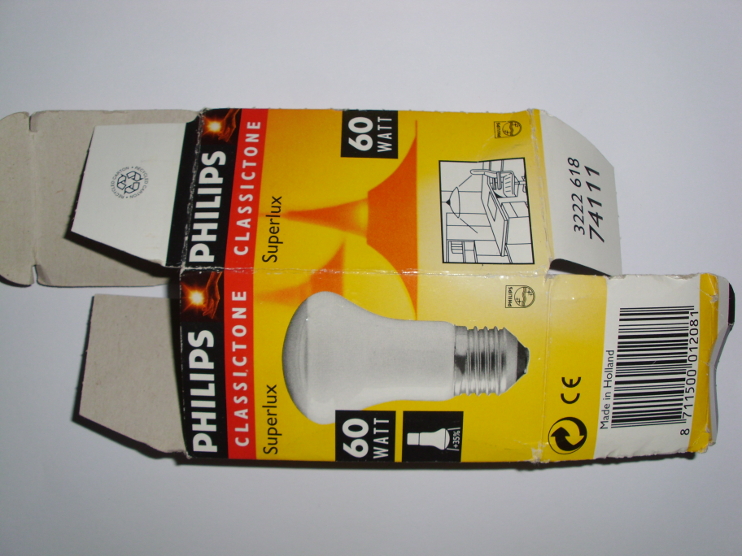 PHILIPS
CLASSICTONE
Superlux
60
WATT
3222 618
74111
PHILIPS
CLASSICTONE
Superlux
60
WATT
+35%
PHILIPS
CE
Made in Holland
8 711500 012081